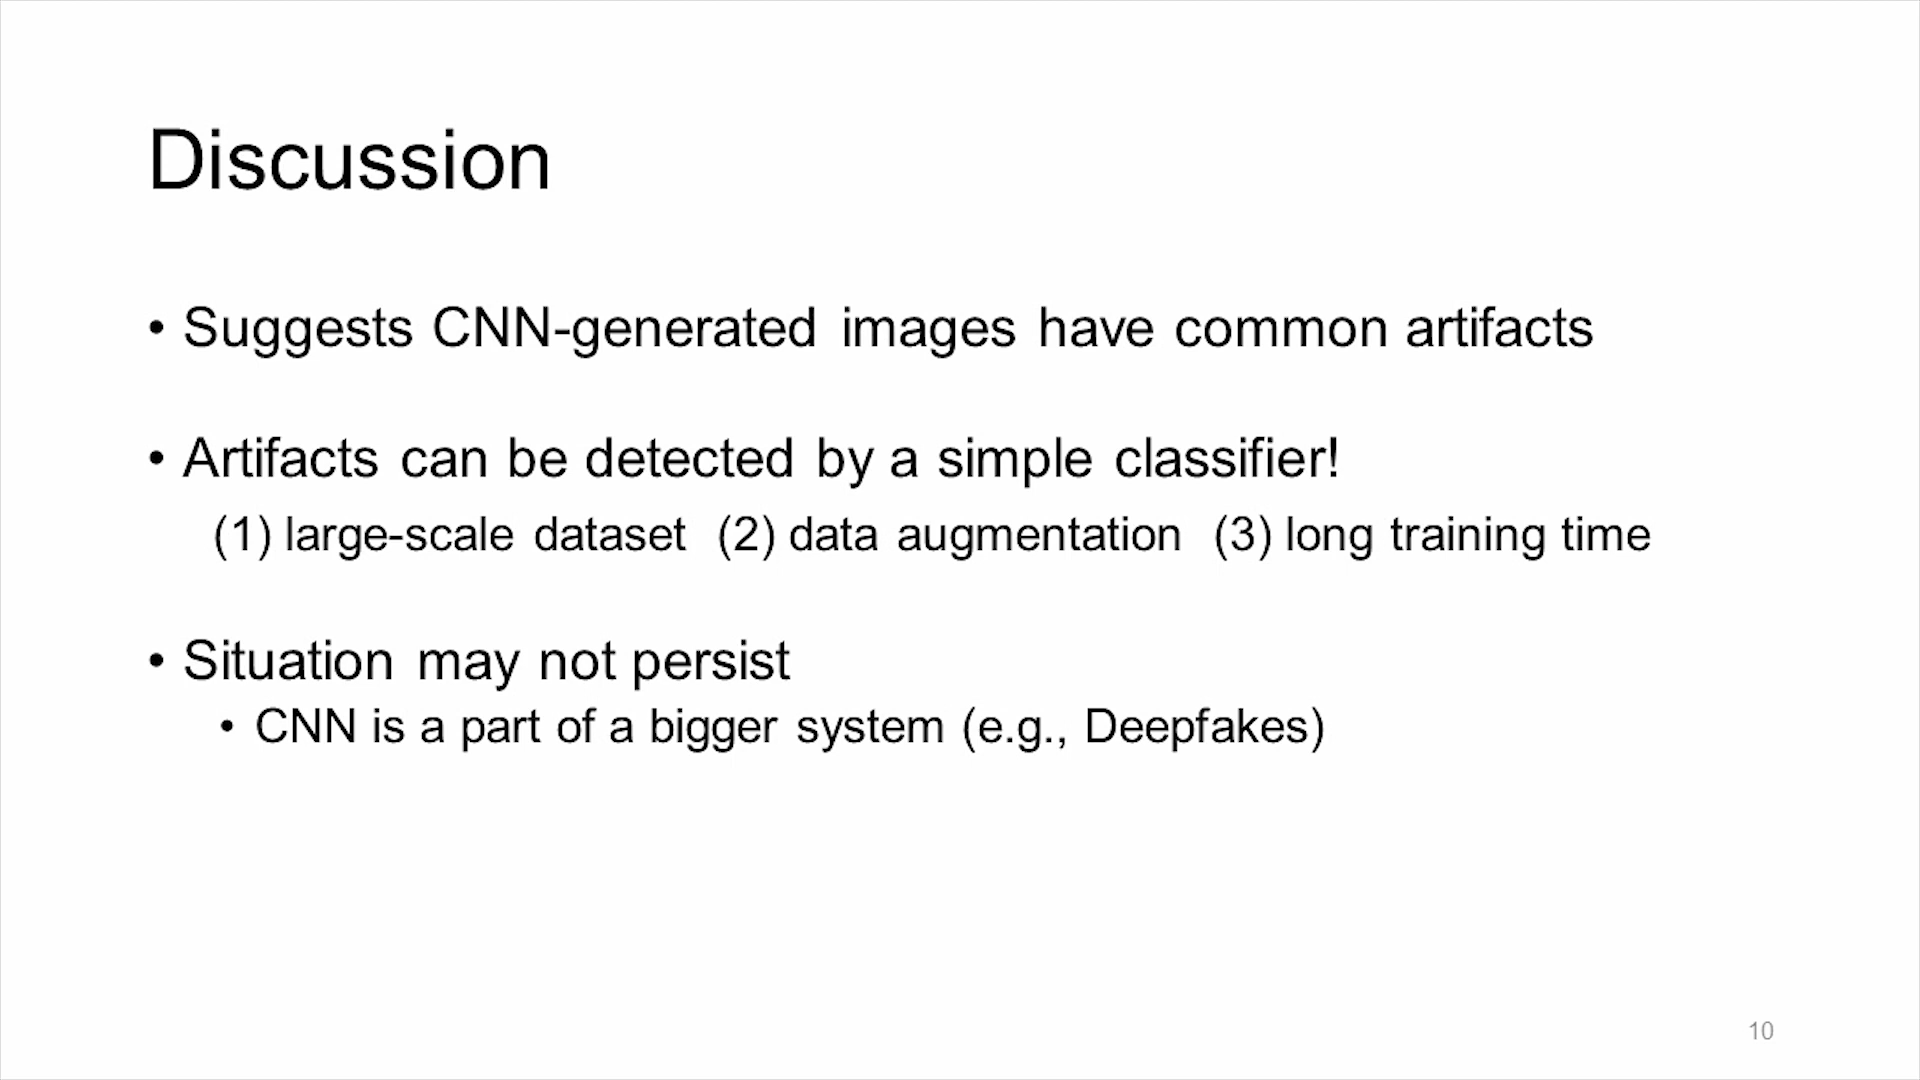 Discussion
• Suggests CNN-generated images have common artifacts
• Artifacts can be detected by a simple classifier!
(1) large-scale dataset (2) data augmentation (3) long training time
• Situation may not persist
• CNN is a part of a bigger system (e.g., Deepfakes)
10